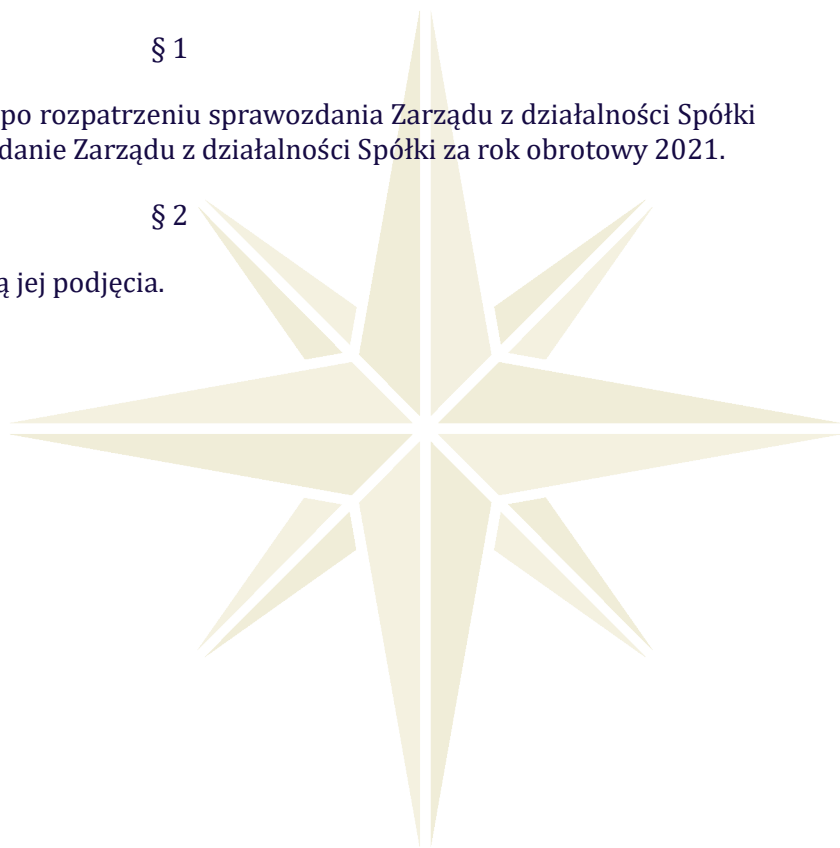 § 1
po rozpatrzeniu sprawozdania Zarządu z działalności Spółki
danie Zarządu z działalności Spółki za rok obrotowy 2021.
§ 2
ą jej podjęcia.